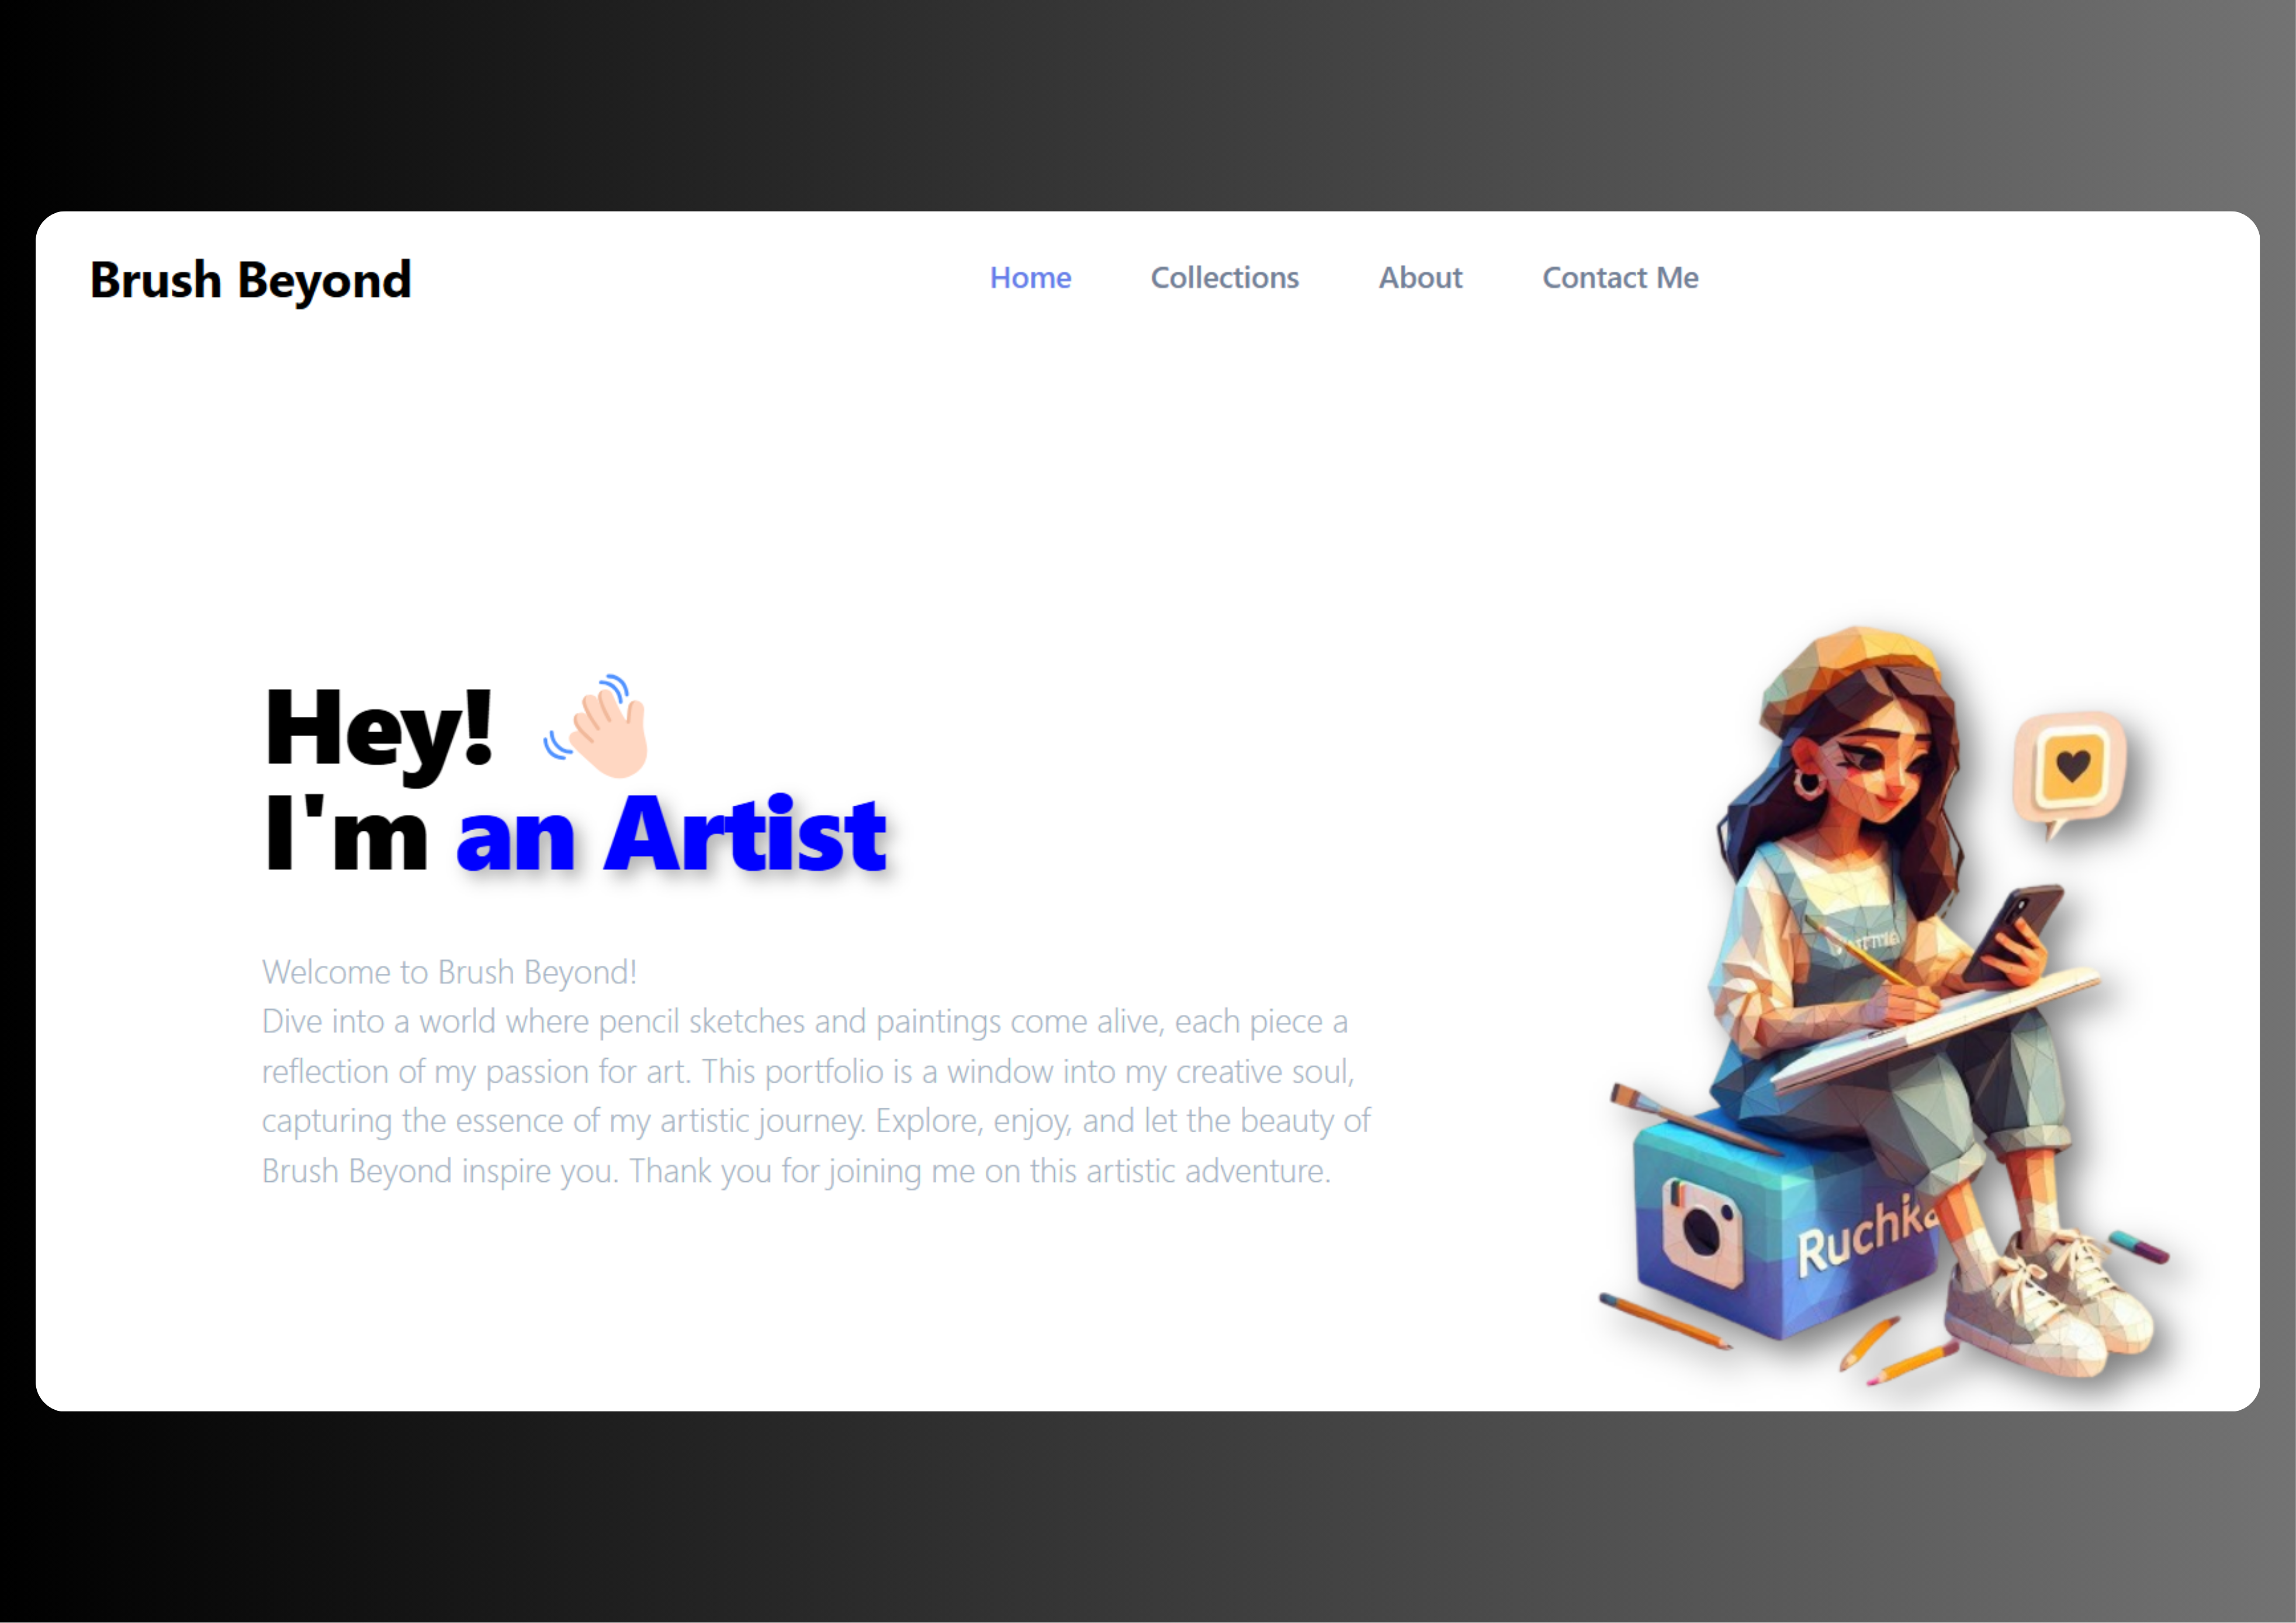 Brush Beyond
Home Collections About Contact Me
Hey!
I'm an Artist
Welcome to Brush Beyond!
Dive into a world where pencil sketches and paintings come alive, each piece a
reflection of my passion for art. This portfolio is a window into my creative soul,
capturing the essence of my artistic journey. Explore, enjoy, and let the beauty of
Brush Beyond inspire you. Thank you for joining me on this artistic adventure.
Ruchika